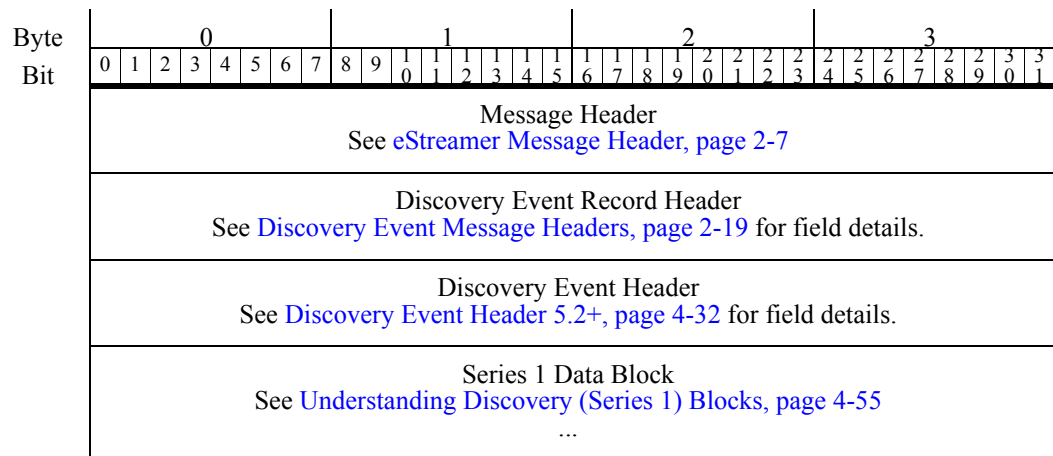 Byte 0 1 2 3
Bit 0 1 2 3 4 5 6 7 8 9 10 11 12 13 14 15 16 17 18 19 20 21 22 23 24 25 26 27 28 29 30 31
Message Header
See eStreamer Message Header, page 2-7
Discovery Event Record Header
See Discovery Event Message Headers, page 2-19 for field details.
Discovery Event Header
See Discovery Event Header 5.2+, page 4-32 for field details.
Series 1 Data Block
See Understanding Discovery (Series 1) Blocks, page 4-55
...